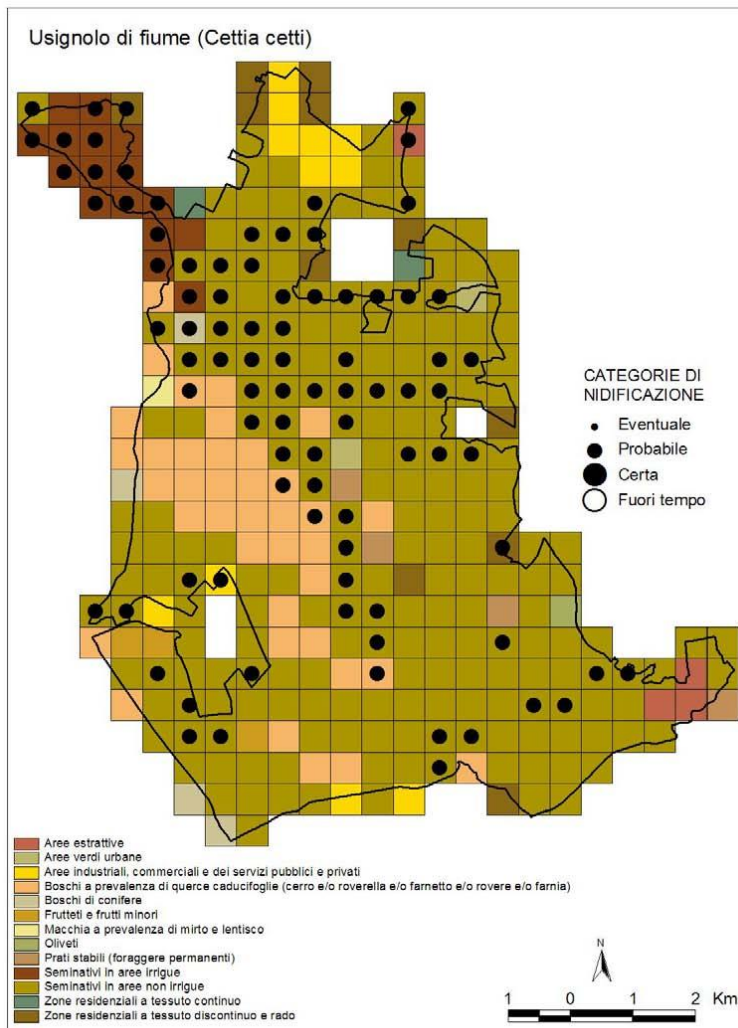 Usignolo di fiume (Cettia cetti)
CATEGORIE DI
NIDIFICAZIONE
Eventuale
Probabile
Certa
Fuori tempo
Aree estrattive
Aree verdi urbane
Aree industriali, commerciali e dei servizi pubblici e privati
Boschi a prevalenza di querce caducifoglie (cerro e/o roverella e/o farnetto e/o rovere e/o farnia)
Boschi di conifere
Frutteti e frutti minori
Macchia a prevalenza di mirto e lentisco
Oliveti
Prati stabili (foraggere permanenti)
Seminativi in aree irrigue
Seminativi in aree non irrigue
Zone residenziali a tessuto continuo
Zone residenziali a tessuto discontinuo e rado
N
1 0 1 2 Km